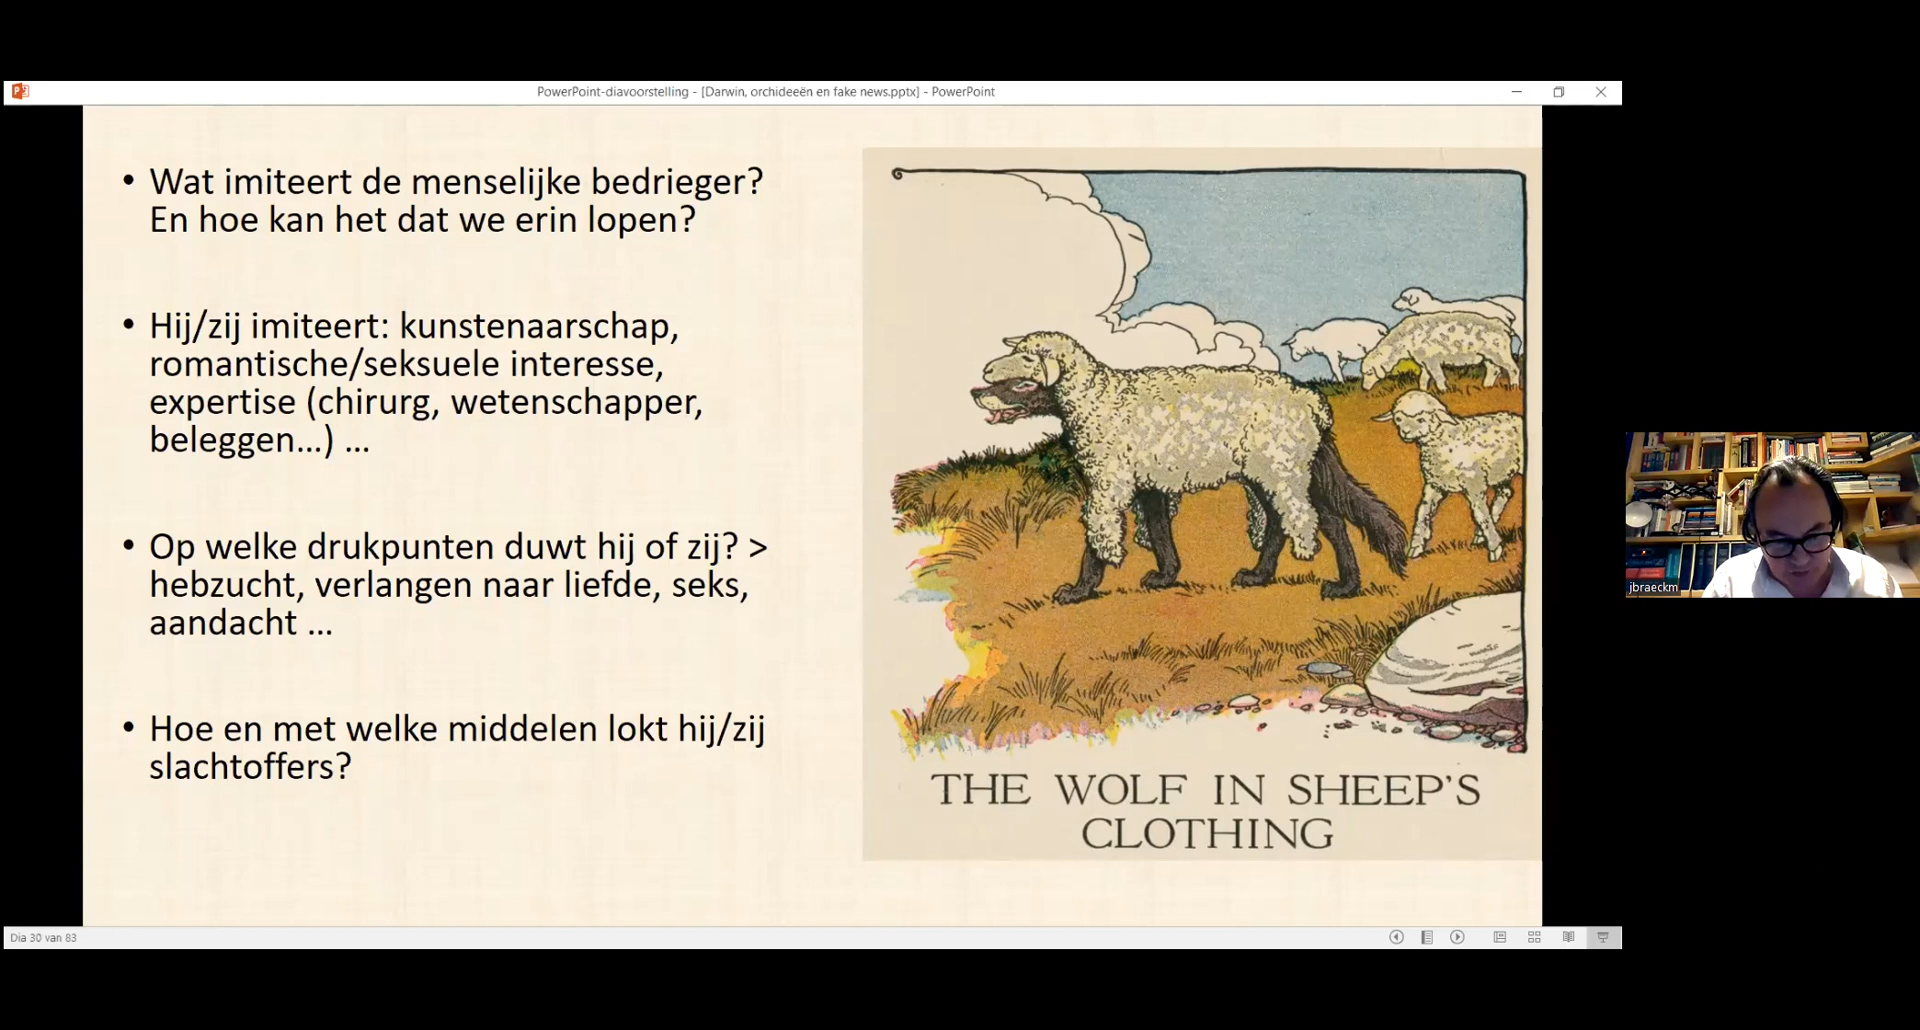 PowerPoint-diavoorstelling - [Darwin, orchideeën en fake news.pptx] - PowerPoint
• Wat imiteert de menselijke bedrieger?
En hoe kan het dat we erin lopen?
• Hij/zij imiteert: kunstenaarschap,
romantische/seksuele interesse,
expertise (chirurg, wetenschapper,
beleggen...) ...
• Op welke drukpunten duwt hij of zij? >
hebzucht, verlangen naar liefde, seks,
aandacht ...
• Hoe en met welke middelen lokt hij/zij
slachtoffers?
THE WOLF IN SHEEP'S
CLOTHING
jbraeckm
Dia 30 van 83